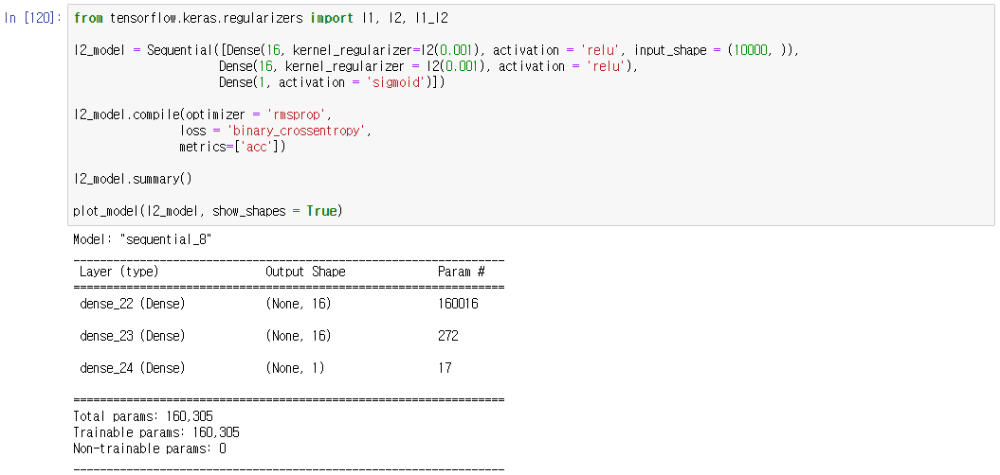 In [120]: from tensorflow.keras.regularizers import l1, l2, l1_l2
l2_model = Sequential([Dense(16, kernel_regularizer=l2(0.001), activation = 'relu', input_shape = (10000, )),
Dense(16, kernel_regularizer = l2(0.001), activation = 'relu'),
Dense(1, activation = 'sigmoid')])
l2_model.compile(optimizer = 'rmsprop',
loss = 'binary_crossentropy',
metrics=['acc'])
l2_model.summary()
plot_model(l2_model, show_shapes = True)
Model: "sequential_8"
_________________________________________________________________
Layer (type) Output Shape Param #
=================================================================
dense_22 (Dense) (None, 16) 160016
dense_23 (Dense) (None, 16) 272
dense_24 (Dense) (None, 1) 17
=================================================================
Total params: 160,305
Trainable params: 160,305
Non-trainable params: 0
_________________________________________________________________